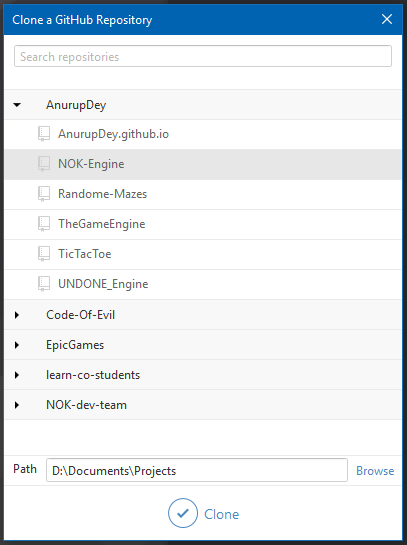 Clone a GitHub Repository
Search repositories
AnurupDey
AnurupDey.github.io
NOK-Engine
Randome-Mazes
TheGameEngine
TicTacToe
UNDONE_Engine
Code-Of-Evil
EpicGames
learn-co-students
NOK-dev-team
Path D:\Documents\Projects Browse
Clone